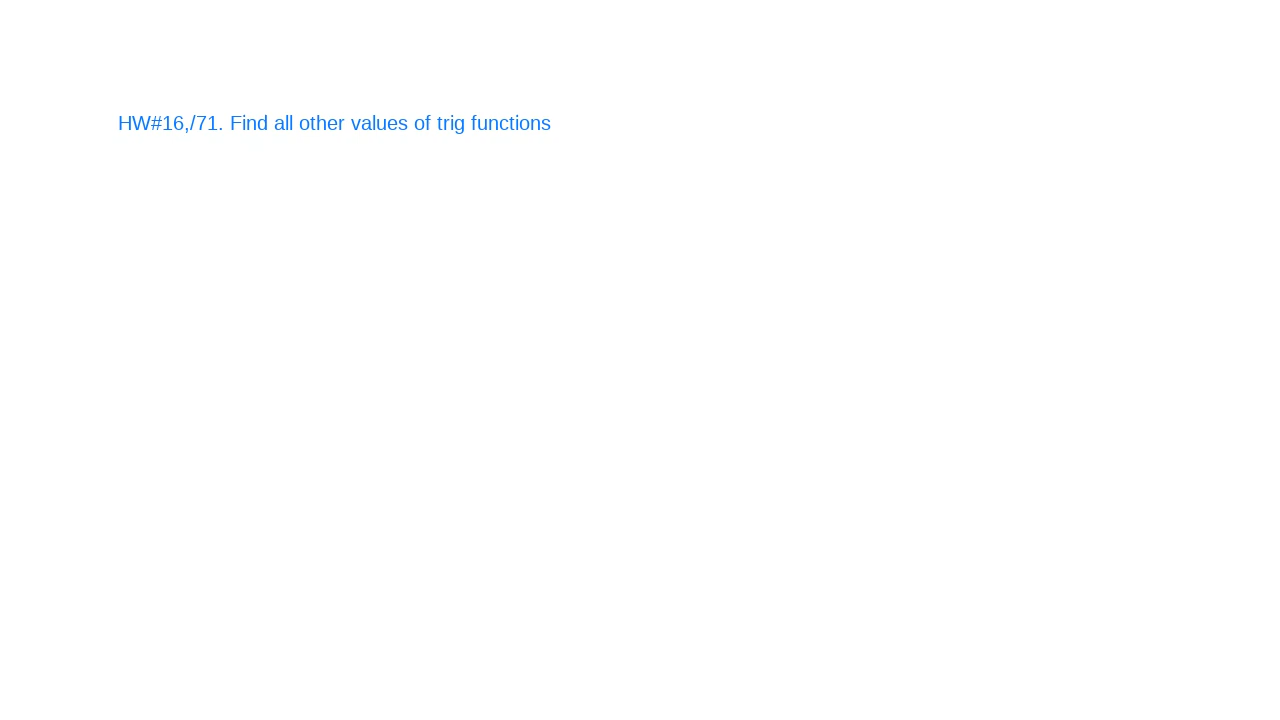 HW#16,/71. Find all other values of trig functions